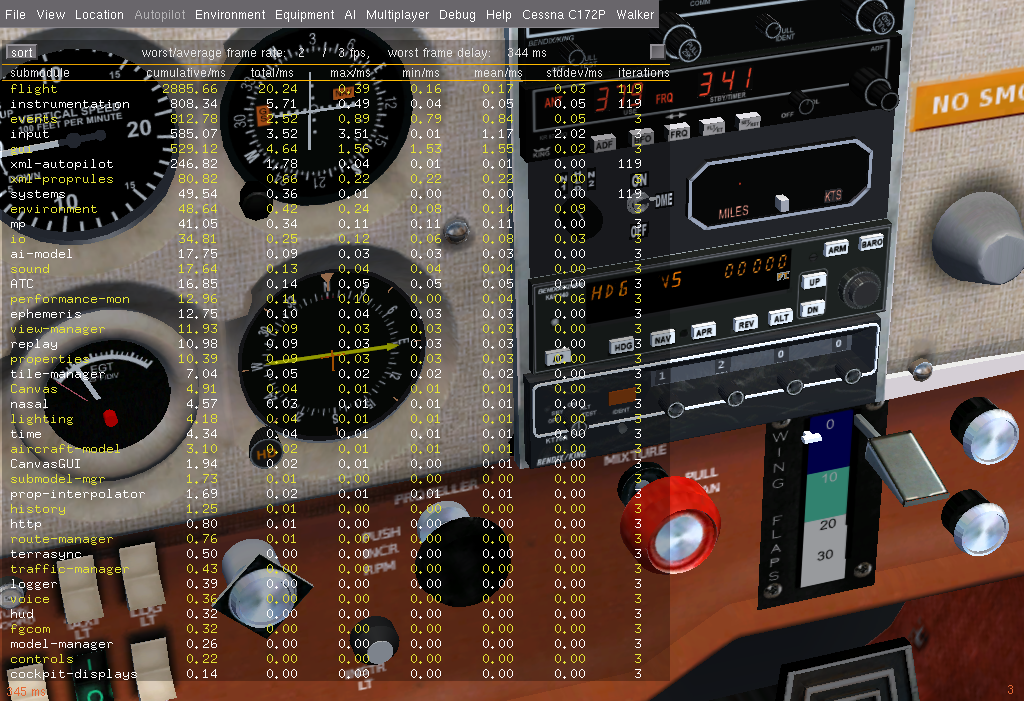 File View Location Autopilot Environment Equipment AI Multiplayer Debug Help Cessna C172P Walker
sort worst/average frame rate: 2 / 3 fps, worst frame delay: 344 ms
submodule cumulative/ms total/ms max/ms min/ms mean/ms stddev/ms iterations
flight 2885.66 20.24 0.39 0.16 0.17 0.03 119
instrumentation 808.34 5.71 0.49 0.04 0.05 0.05 119
events 812.78 2.52 0.89 0.79 0.84 0.05 3
input 585.07 3.52 3.51 0.01 1.17 2.02 3
gui 529.12 4.64 1.56 1.53 1.55 0.02 3
xml-autopilot 246.82 1.78 0.04 0.01 0.01 0.00 119
xml-proprules 80.82 0.66 0.22 0.22 0.22 0.00 3
systems 49.54 0.36 0.01 0.00 0.00 0.00 119
environment 48.64 0.42 0.24 0.08 0.14 0.09 3
mp 41.05 0.34 0.11 0.11 0.11 0.00 3
io 34.81 0.25 0.12 0.06 0.08 0.03 3
ai-model 17.75 0.09 0.03 0.03 0.03 0.00 3
sound 17.64 0.13 0.04 0.04 0.04 0.00 3
ATC 16.85 0.14 0.05 0.05 0.05 0.00 3
performance-mon 12.96 0.11 0.10 0.00 0.04 0.06 3
ephemeris 12.75 0.10 0.04 0.03 0.03 0.00 3
view-manager 11.93 0.09 0.03 0.03 0.03 0.00 3
replay 10.98 0.09 0.03 0.03 0.03 0.00 3
properties 10.39 0.09 0.03 0.03 0.03 0.00 3
tile-manager 7.04 0.05 0.02 0.02 0.02 0.00 3
Canvas 4.91 0.04 0.01 0.01 0.01 0.00 3
nasal 4.57 0.03 0.01 0.01 0.01 0.00 3
lighting 4.18 0.04 0.01 0.01 0.01 0.00 3
time 4.34 0.04 0.01 0.01 0.01 0.00 3
aircraft-model 3.10 0.02 0.01 0.01 0.01 0.00 3
CanvasGUI 1.94 0.02 0.01 0.00 0.01 0.00 3
submodel-mgr 1.73 0.01 0.00 0.00 0.00 0.00 3
prop-interpolator 1.69 0.02 0.01 0.01 0.01 0.00 3
history 1.25 0.01 0.00 0.00 0.00 0.00 3
http 0.80 0.01 0.00 0.00 0.00 0.00 3
route-manager 0.76 0.01 0.00 0.00 0.00 0.00 3
terrasync 0.50 0.00 0.00 0.00 0.00 0.00 3
traffic-manager 0.43 0.00 0.00 0.00 0.00 0.00 3
logger 0.39 0.00 0.00 0.00 0.00 0.00 3
voice 0.36 0.00 0.00 0.00 0.00 0.00 3
hud 0.32 0.00 0.00 0.00 0.00 0.00 3
fgcom 0.32 0.00 0.00 0.00 0.00 0.00 3
model-manager 0.26 0.00 0.00 0.00 0.00 0.00 3
controls 0.22 0.00 0.00 0.00 0.00 0.00 3
cockpit-displays 0.14 0.00 0.00 0.00 0.00 0.00 3
345 ms 3
VERTICAL SPEED
100 FEET PER MINUTE
20
15
10
EGT
COMM
ADF
ANT
FRQ
341
STBY/TIMER
OFF
ADF
FRQ
NO SMO
ON
DME
OFF
MILES KTS
HDG VS 00000
ARM BARO
UP
DN
HDG NAV APR REV ALT
1 2 0 0
MIXTURE
PULL
WING FLAPS
0
10
20
30
PUSH